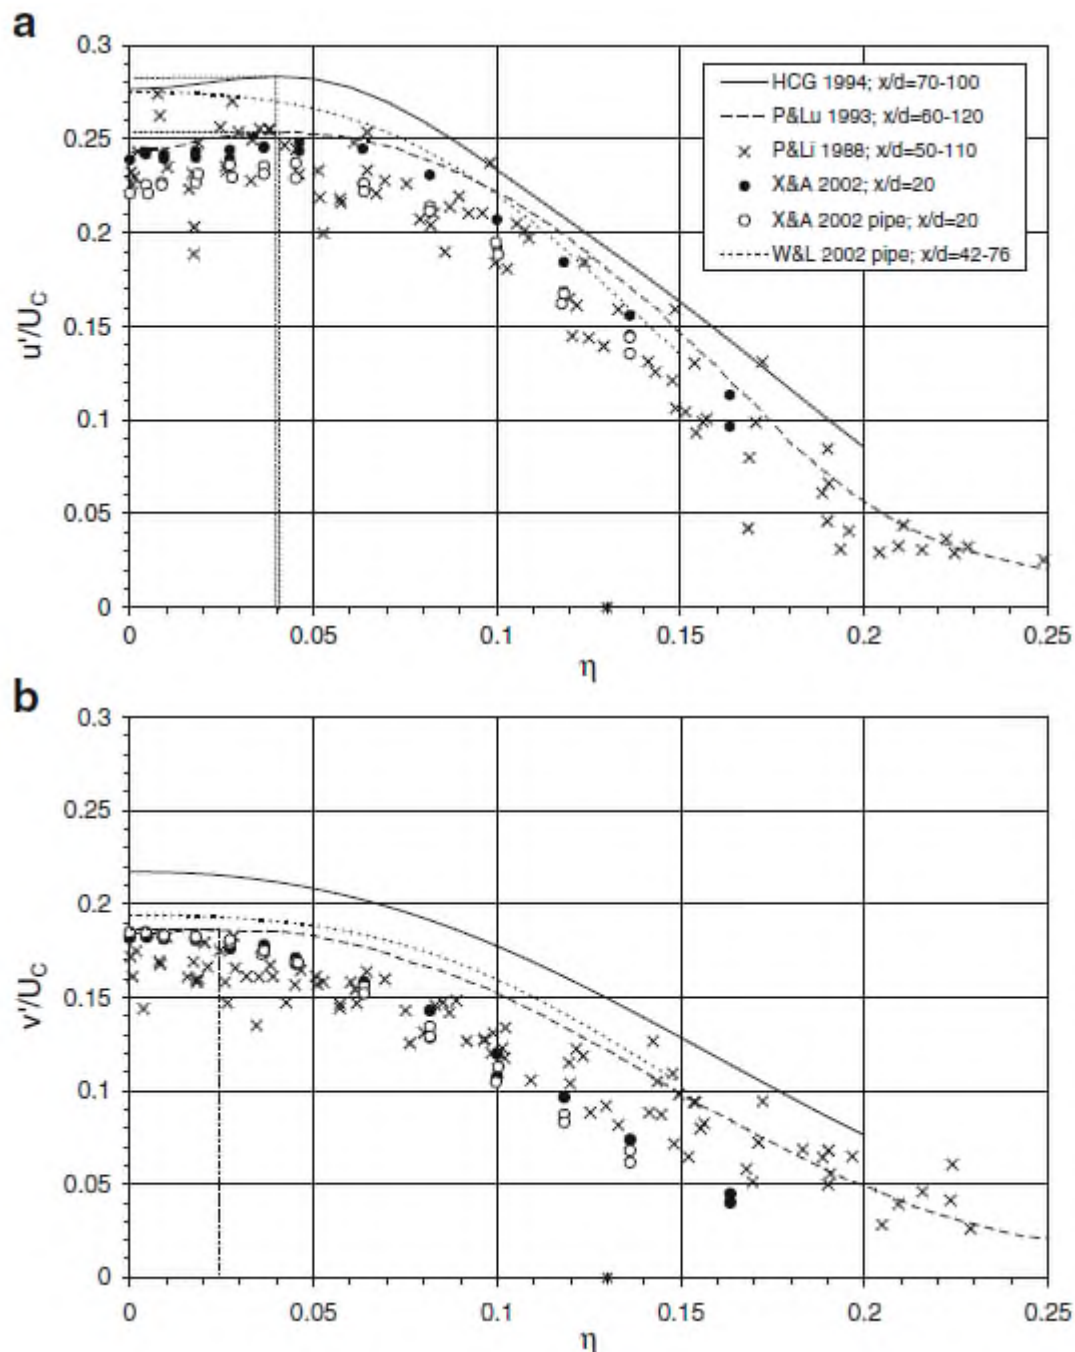 a
0.3
0.25
0.2
0.15
0.1
0.05
0
u'/U_C
HCG 1994; x/d=70-100
P&Lu 1993; x/d=60-120
P&Li 1988; x/d=50-110
X&A 2002; x/d=20
X&A 2002 pipe; x/d=20
W&L 2002 pipe; x/d=42-76
0 0.05 0.1 0.15 0.2 0.25
η
b
0.3
0.25
0.2
0.15
0.1
0.05
0
v'/U_C
0 0.05 0.1 0.15 0.2 0.25
η